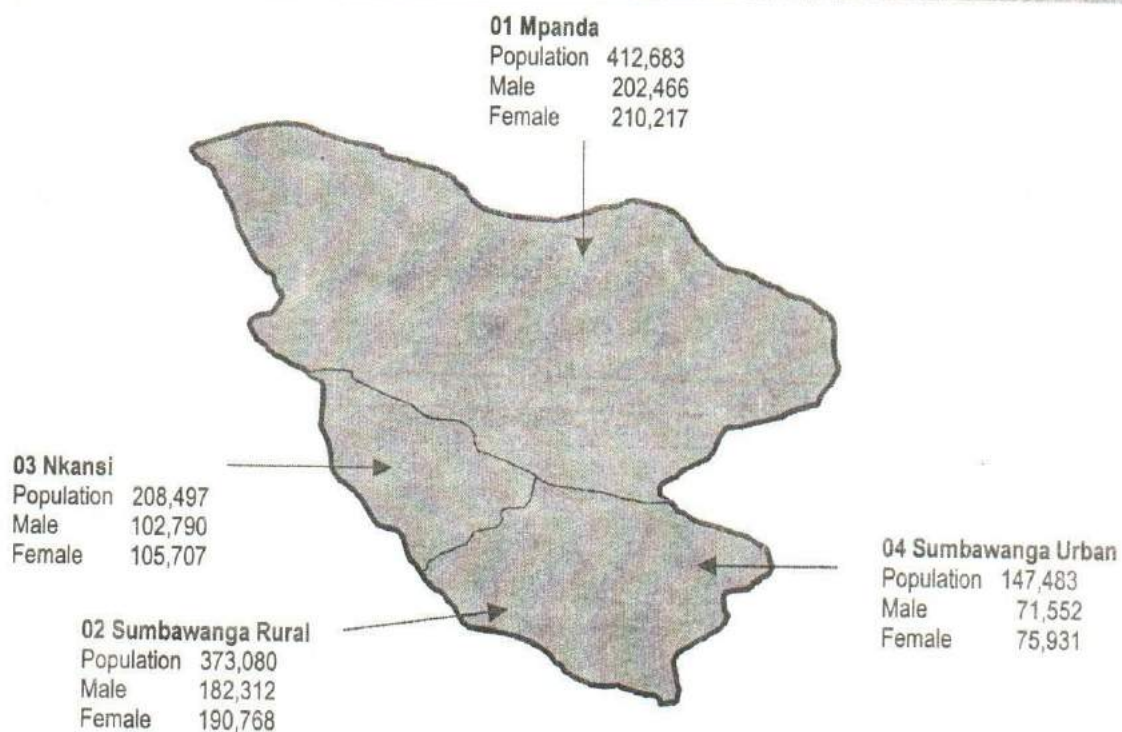 01 Mpanda
Population 412,683
Male 202,466
Female 210,217
03 Nkansi
Population 208,497
Male 102,790
Female 105,707
04 Sumbawanga Urban
Population 147,483
Male 71,552
Female 75,931
02 Sumbawanga Rural
Population 373,080
Male 182,312
Female 190,768